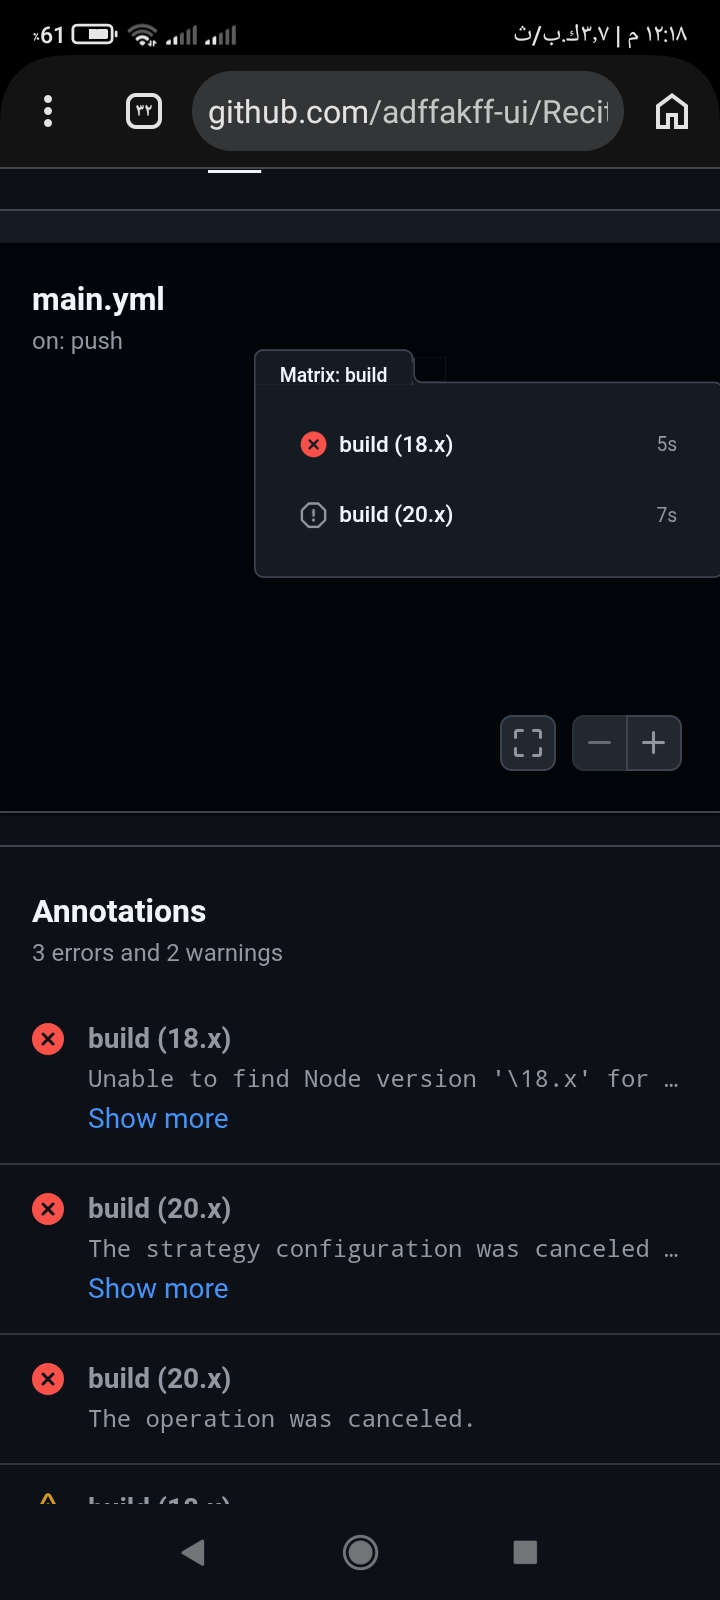 %61
١٢:١٨ م | ٣,٧ك.ب/ث
٣٢
github.com/adffakff-ui/Recit
main.yml
on: push
Matrix: build
build (18.x) 5s
build (20.x) 7s
Annotations
3 errors and 2 warnings
build (18.x)
Unable to find Node version '\18.x' for …
Show more
build (20.x)
The strategy configuration was canceled …
Show more
build (20.x)
The operation was canceled.